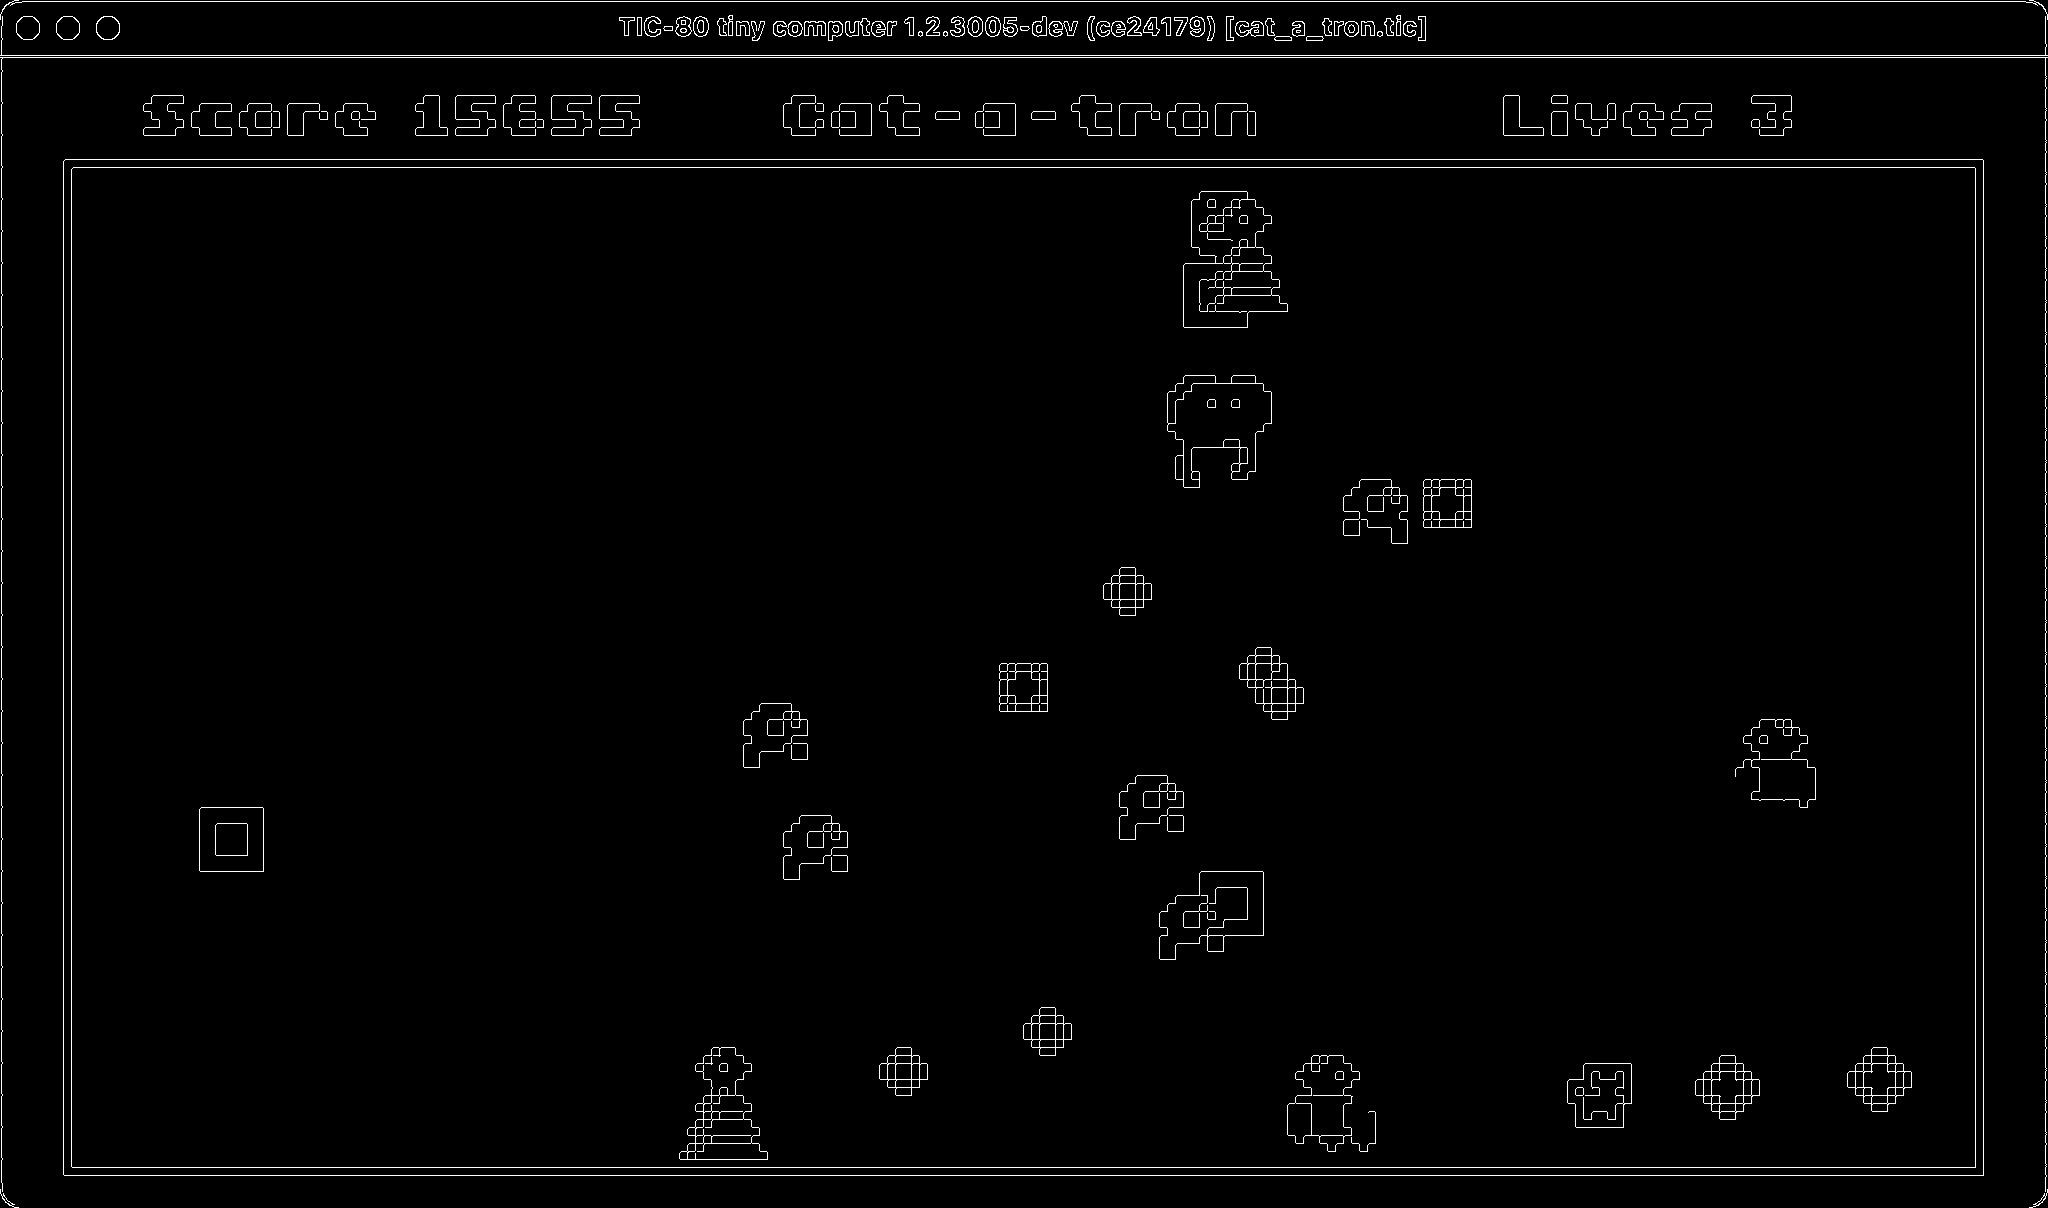 TIC-80 tiny computer 1.2.3005-dev (ce24179) [cat_a_tron.tic]
Score 15655 Cat-a-tron Lives 3